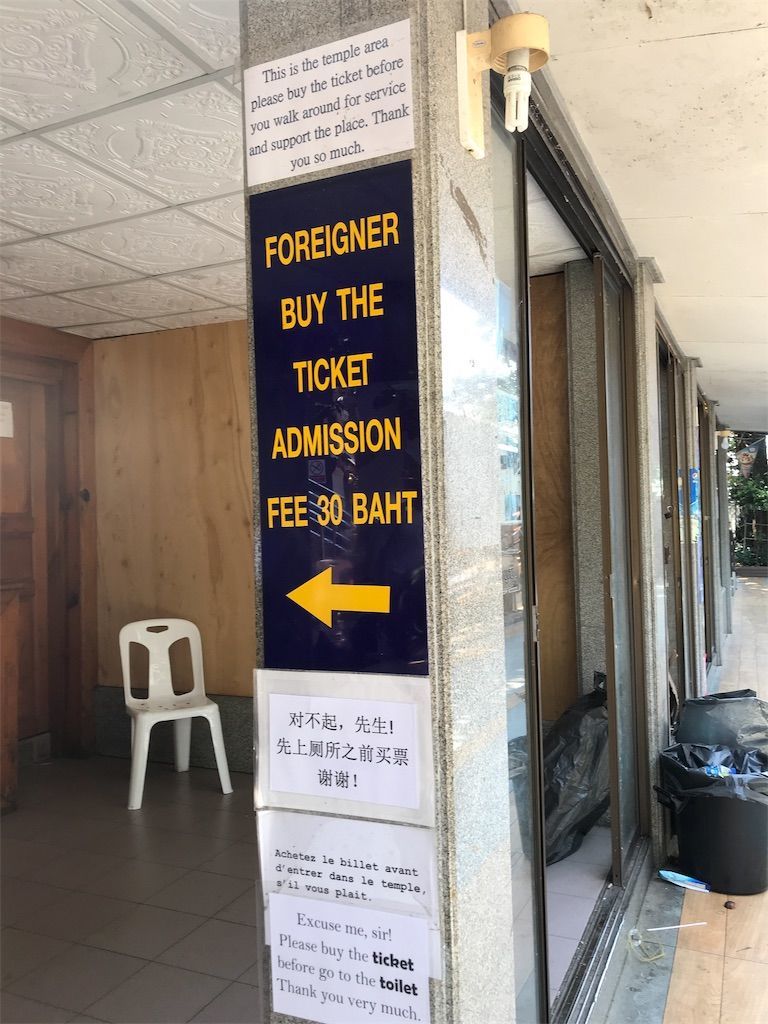 This is the temple area
please buy the ticket before
you walk around for service
and support the place. Thank
you so much.
FOREIGNER
BUY THE
TICKET
ADMISSION
FEE 30 BAHT
对不起，先生!
先上厕所之前买票
谢谢！
Achetez le billet avant
d'entrer dans le temple,
s'il vous plait.
Excuse me, sir!
Please buy the ticket
before go to the toilet
Thank you very much.